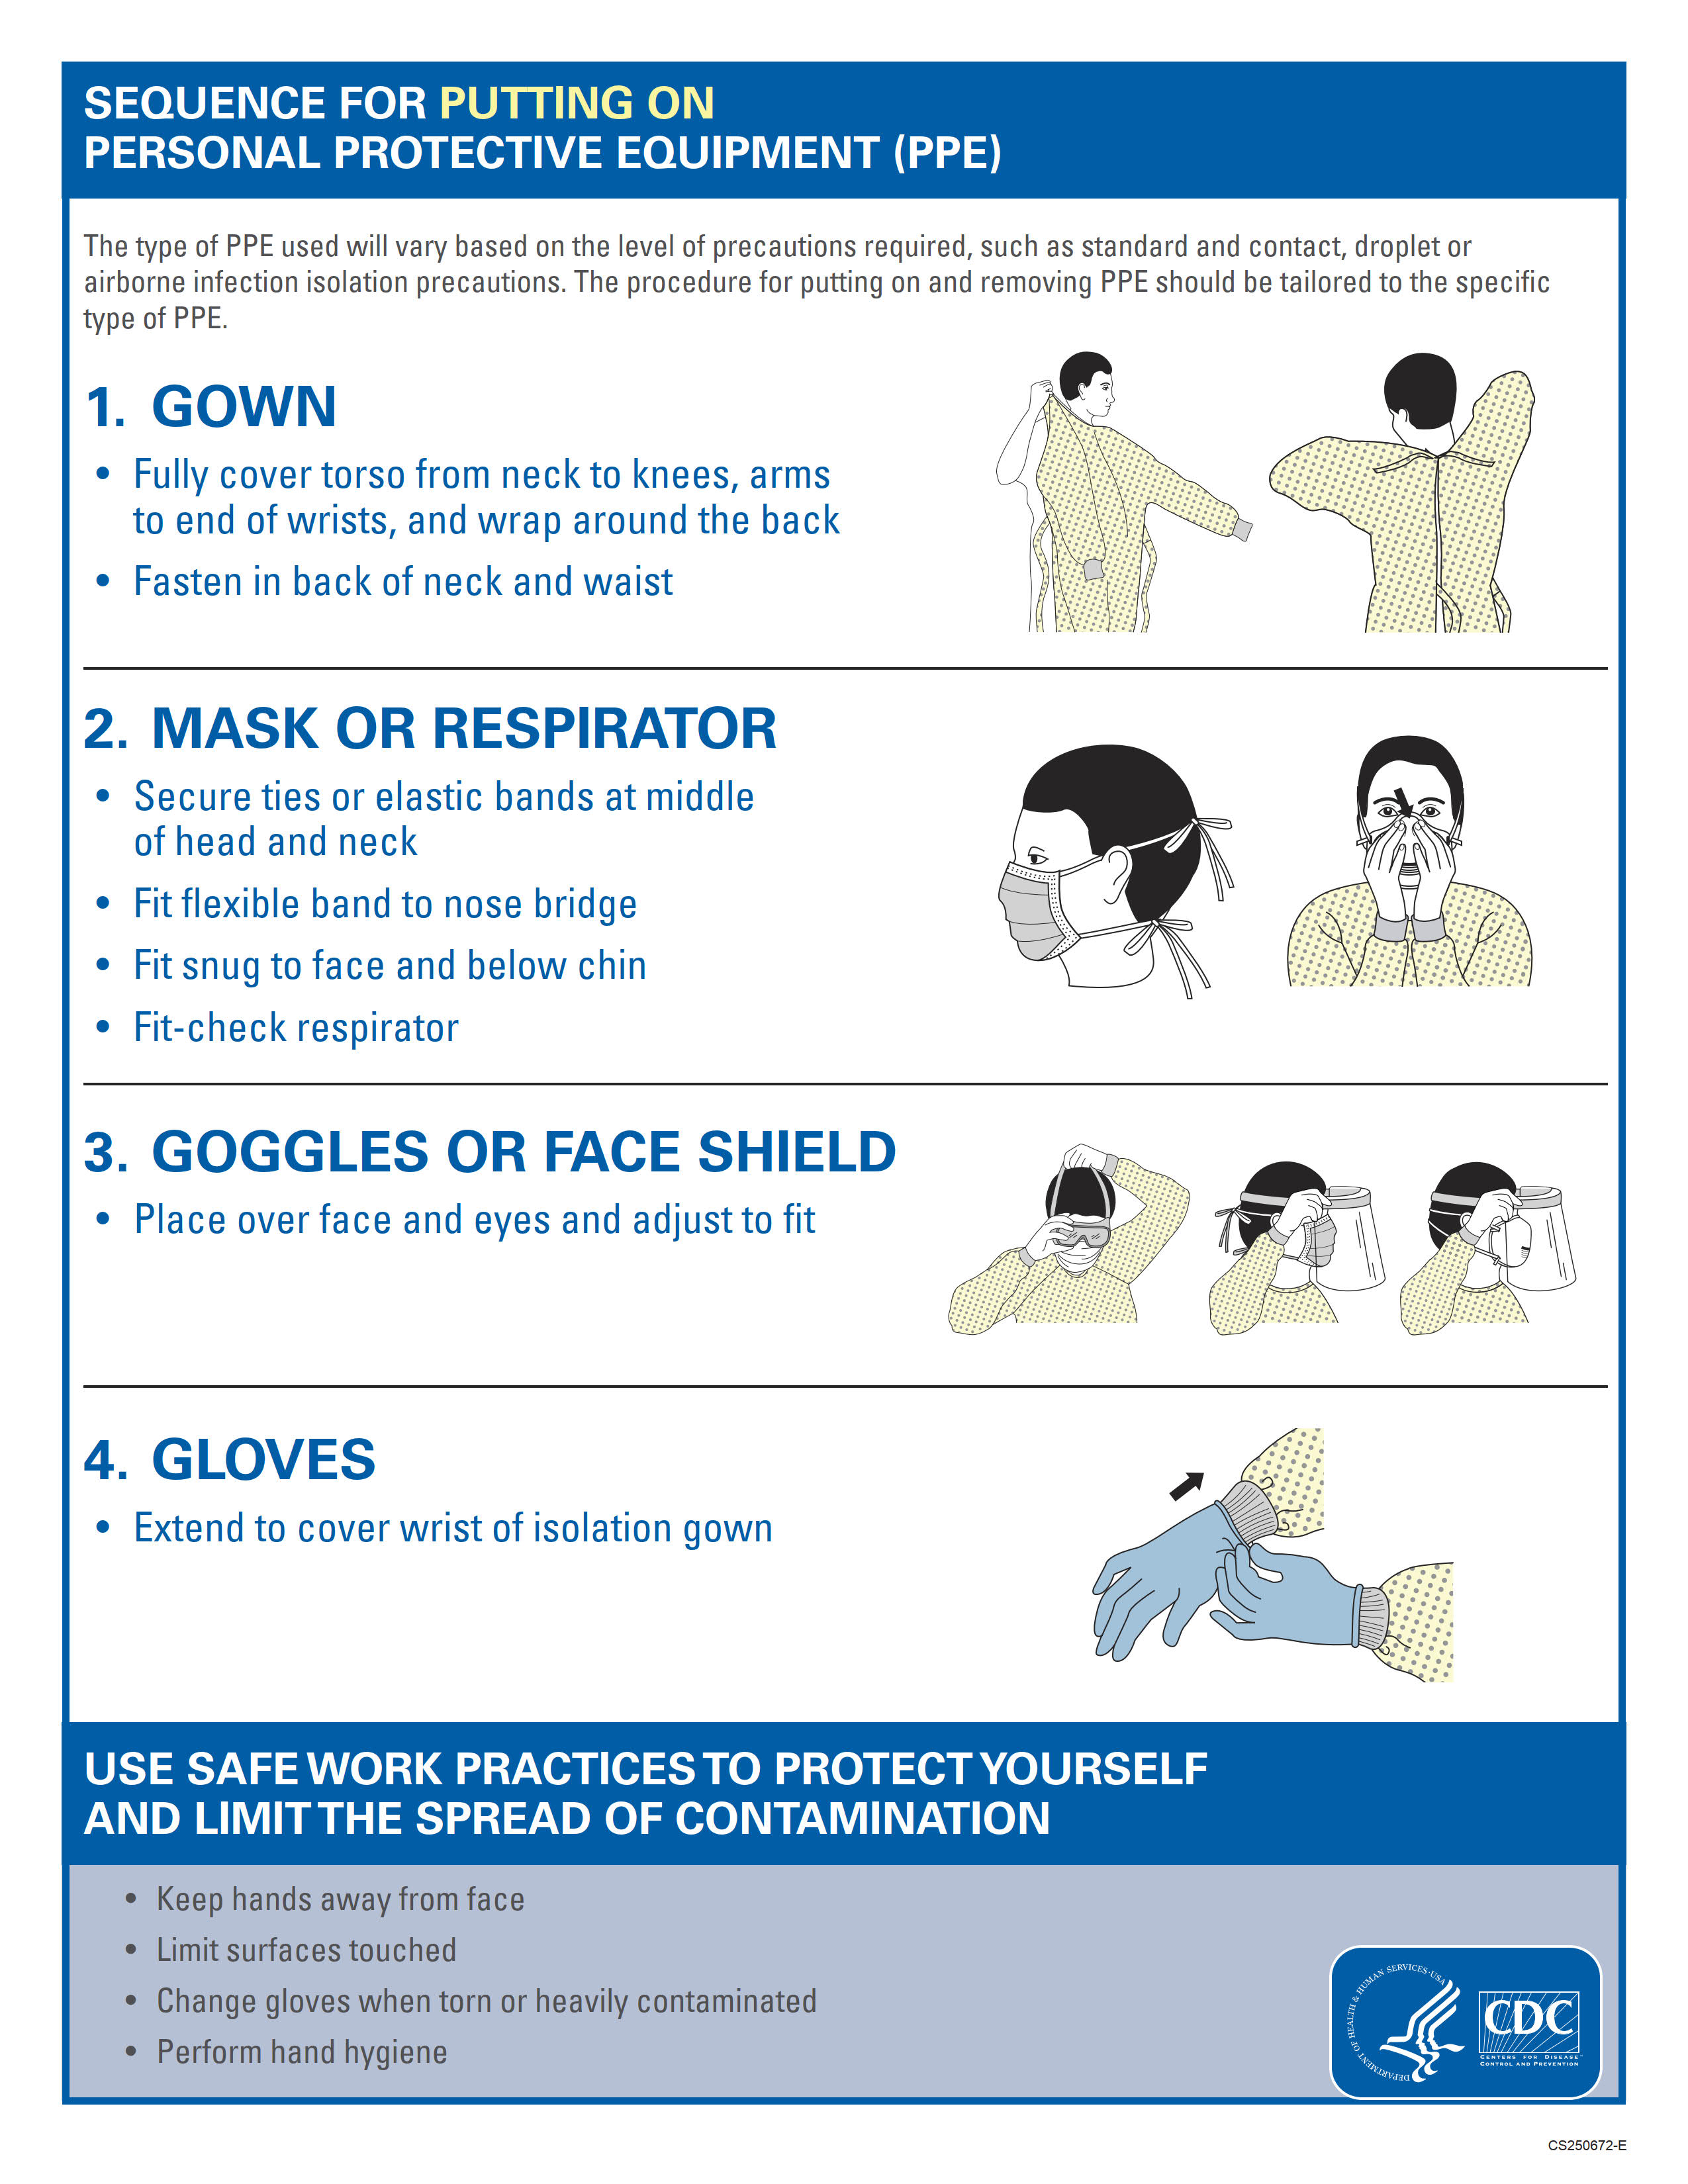 SEQUENCE FOR PUTTING ON
PERSONAL PROTECTIVE EQUIPMENT (PPE)
The type of PPE used will vary based on the level of precautions required, such as standard and contact, droplet or
airborne infection isolation precautions. The procedure for putting on and removing PPE should be tailored to the specific
type of PPE.
1. GOWN
• Fully cover torso from neck to knees, arms
to end of wrists, and wrap around the back
• Fasten in back of neck and waist
2. MASK OR RESPIRATOR
• Secure ties or elastic bands at middle
of head and neck
• Fit flexible band to nose bridge
• Fit snug to face and below chin
• Fit-check respirator
3. GOGGLES OR FACE SHIELD
• Place over face and eyes and adjust to fit
4. GLOVES
• Extend to cover wrist of isolation gown
USE SAFE WORK PRACTICES TO PROTECT YOURSELF
AND LIMIT THE SPREAD OF CONTAMINATION
• Keep hands away from face
• Limit surfaces touched
• Change gloves when torn or heavily contaminated
• Perform hand hygiene
DEPARTMENT OF HEALTH & HUMAN SERVICES·USA
CDC
CENTERS FOR DISEASE™
CONTROL AND PREVENTION
CS250672-E